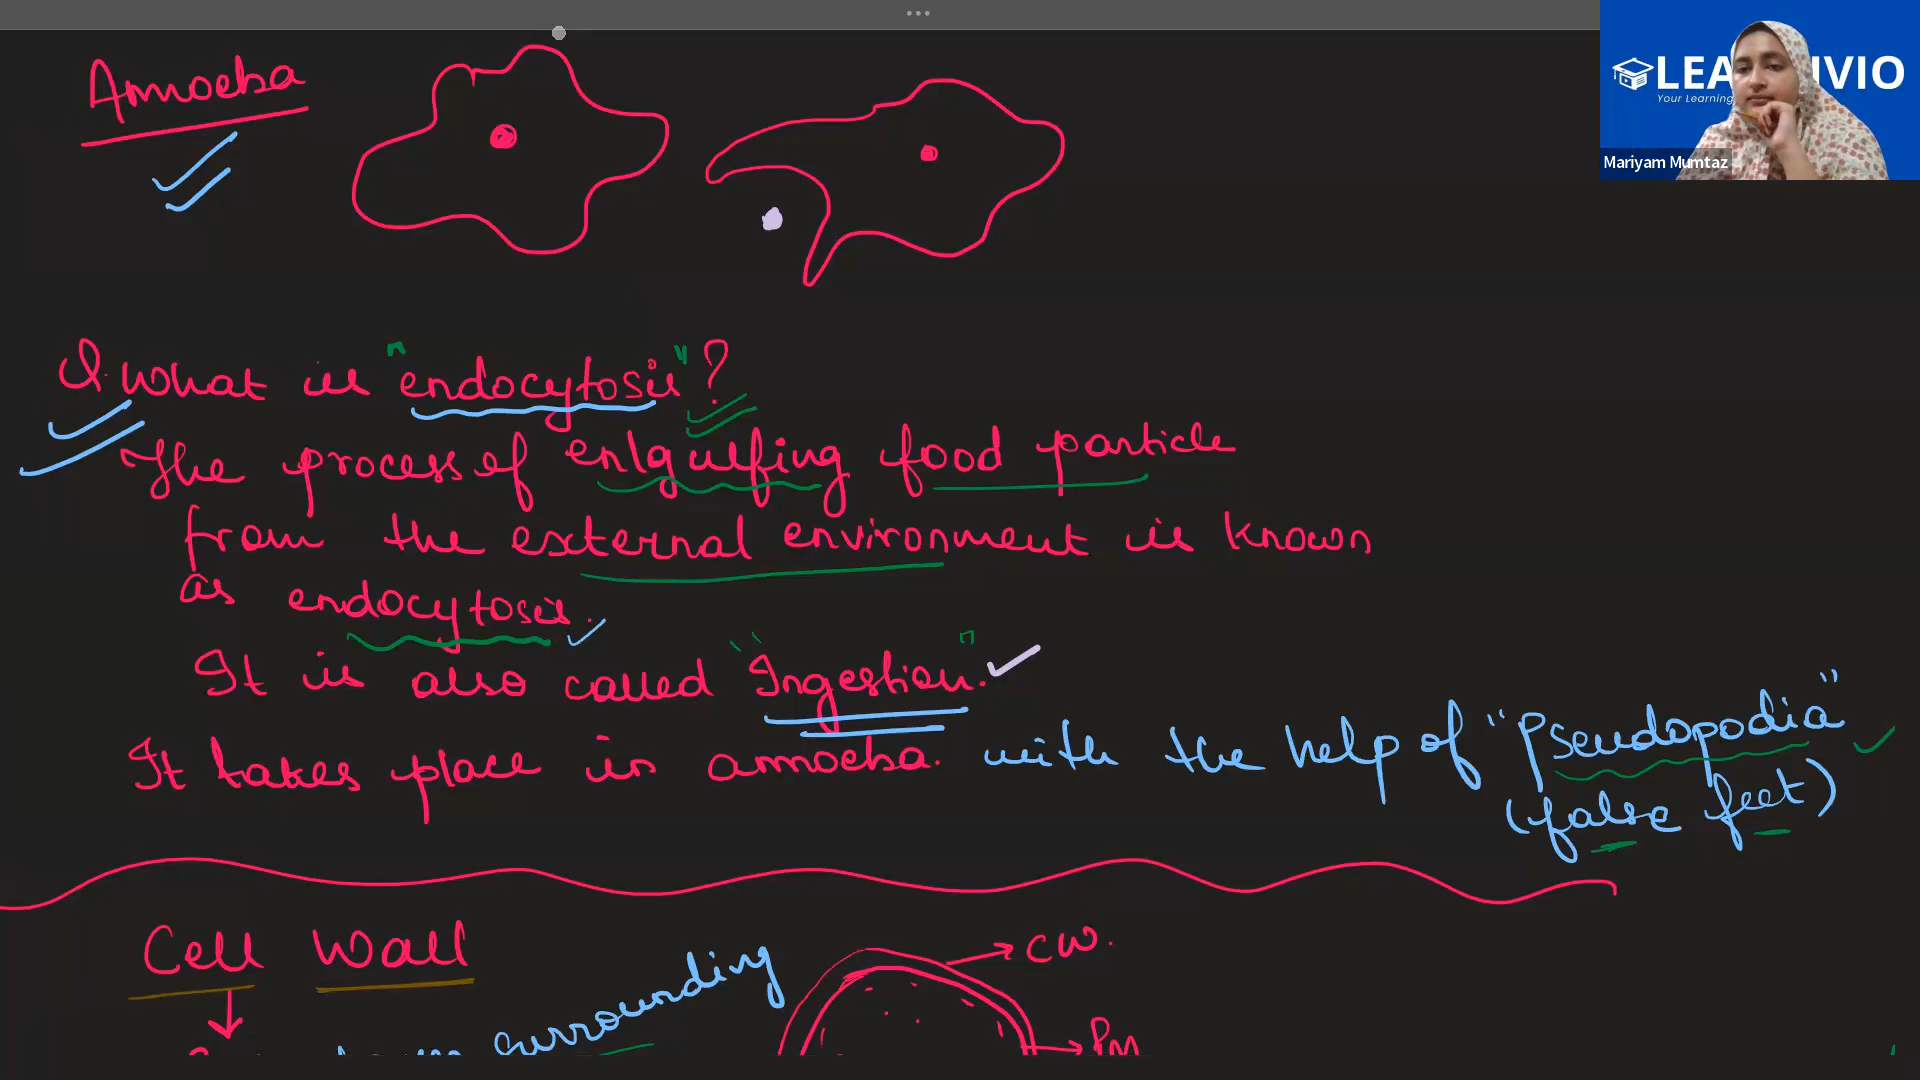 Amoeba
LEA VIO
Your Learning
Mariyam Mumtaz
Q. What is "endocytosis"?
The process of engulfing food particle
from the external environment is known
as endocytosis.
It is also called "Ingestion".
It takes place in amoeba. with the help of "Pseudopodia"
(false feet)
Cell Wall
surrounding
CW.
PM